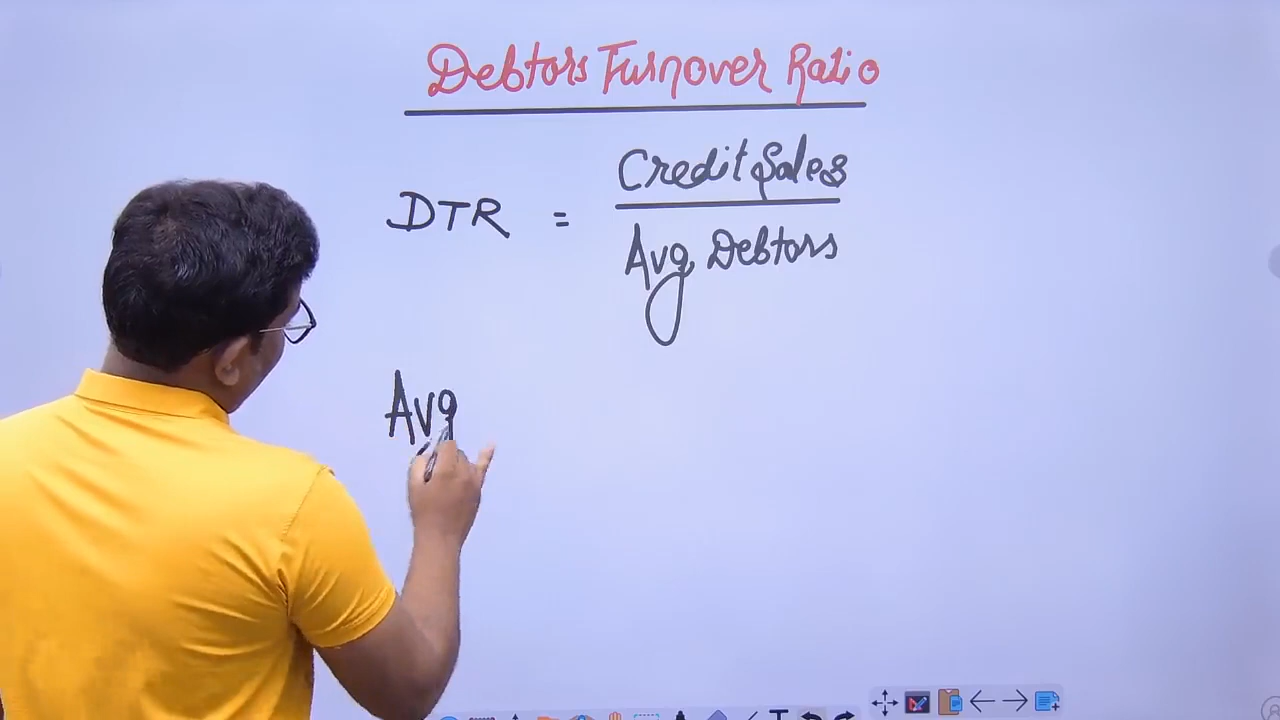 Debtors Turnover Ratio
DTR = Credit Sales
Avg Debtors
Avg